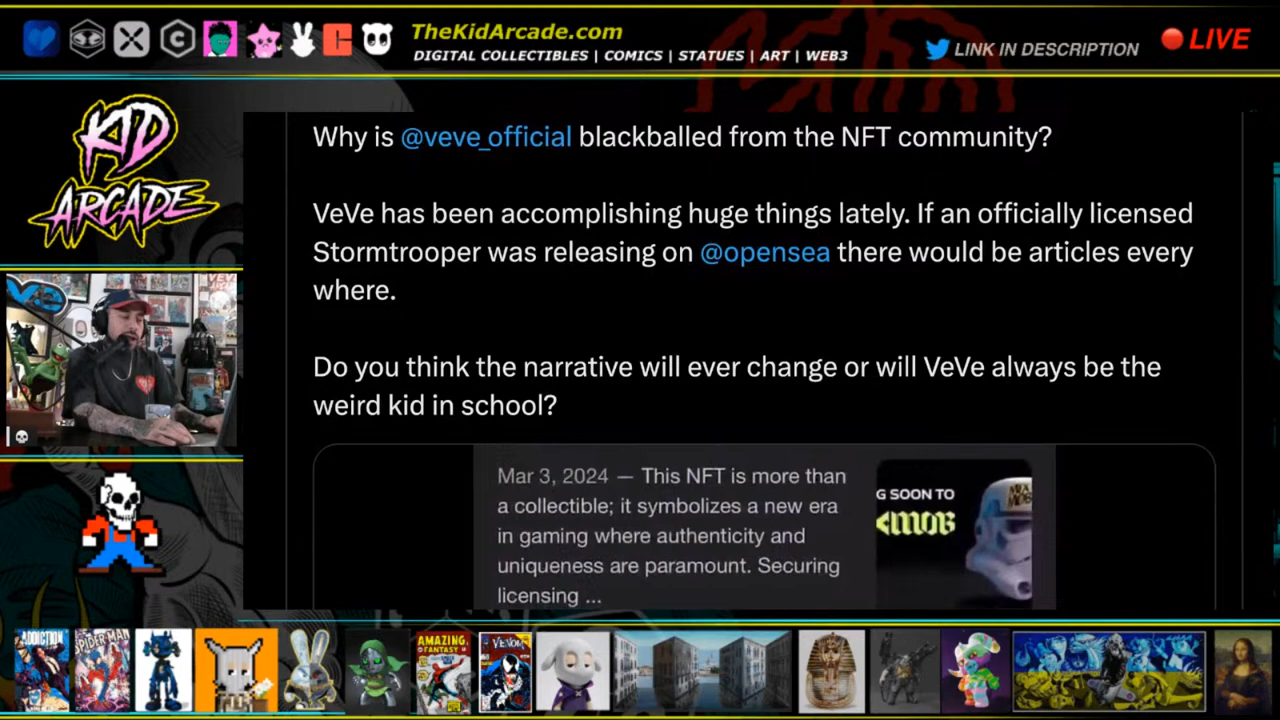 TheKidArcade.com
DIGITAL COLLECTIBLES | COMICS | STATUES | ART | WEB3
LINK IN DESCRIPTION
LIVE
KID
ARCADE
Why is @veve_official blackballed from the NFT community?
VeVe has been accomplishing huge things lately. If an officially licensed
Stormtrooper was releasing on @opensea there would be articles every
where.
Do you think the narrative will ever change or will VeVe always be the
weird kid in school?
Mar 3, 2024 — This NFT is more than
a collectible; it symbolizes a new era
in gaming where authenticity and
uniqueness are paramount. Securing
licensing ...
G SOON TO
KMOB
ADDICTION
SPIDER-MAN
AMAZING
VENOM